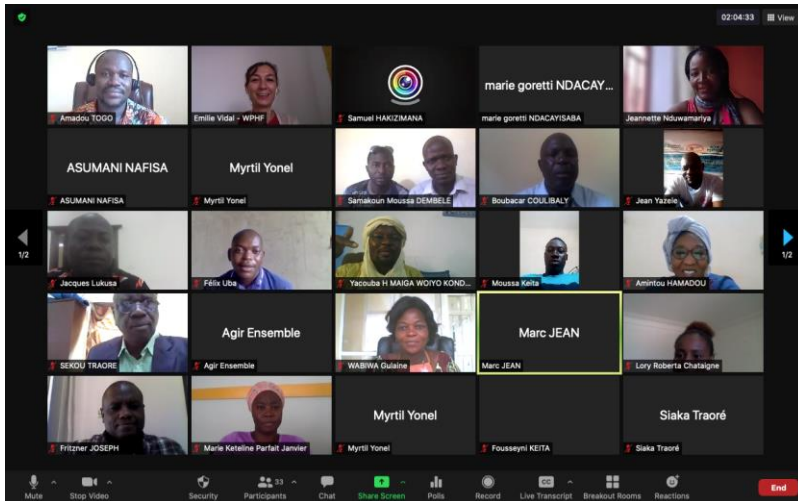 02:04:33 View
marie goretti NDACAY...
Amadou TOGO
Emilie Vidal - WPHF
Samuel HAKIZIMANA
marie goretti NDACAYISABA
Jeannette Nduwamariya
ASUMANI NAFISA
Myrtil Yonel
ASUMANI NAFISA
Myrtil Yonel
Samakoun Moussa DEMBELE
Boubacar COULIBALY
Jean Yazele
1/2
1/2
Jacques Lukusa
Félix Uba
Yacouba H MAIGA WOIYO KOND...
Moussa Keita
Amintou HAMADOU
Agir Ensemble
Marc JEAN
SEKOU TRAORE
Agir Ensemble
WABIWA Gulaine
Marc JEAN
Lory Roberta Chataigne
Myrtil Yonel
Siaka Traoré
Fritzner JOSEPH
Marie Keteline Parfait Janvier
Myrtil Yonel
Fousseyni KEITA
Siaka Traoré
Mute
Stop Video
Security
Participants 33
Chat
Share Screen
Polls
Record
CC
Live Transcript
Breakout Rooms
Reactions
End